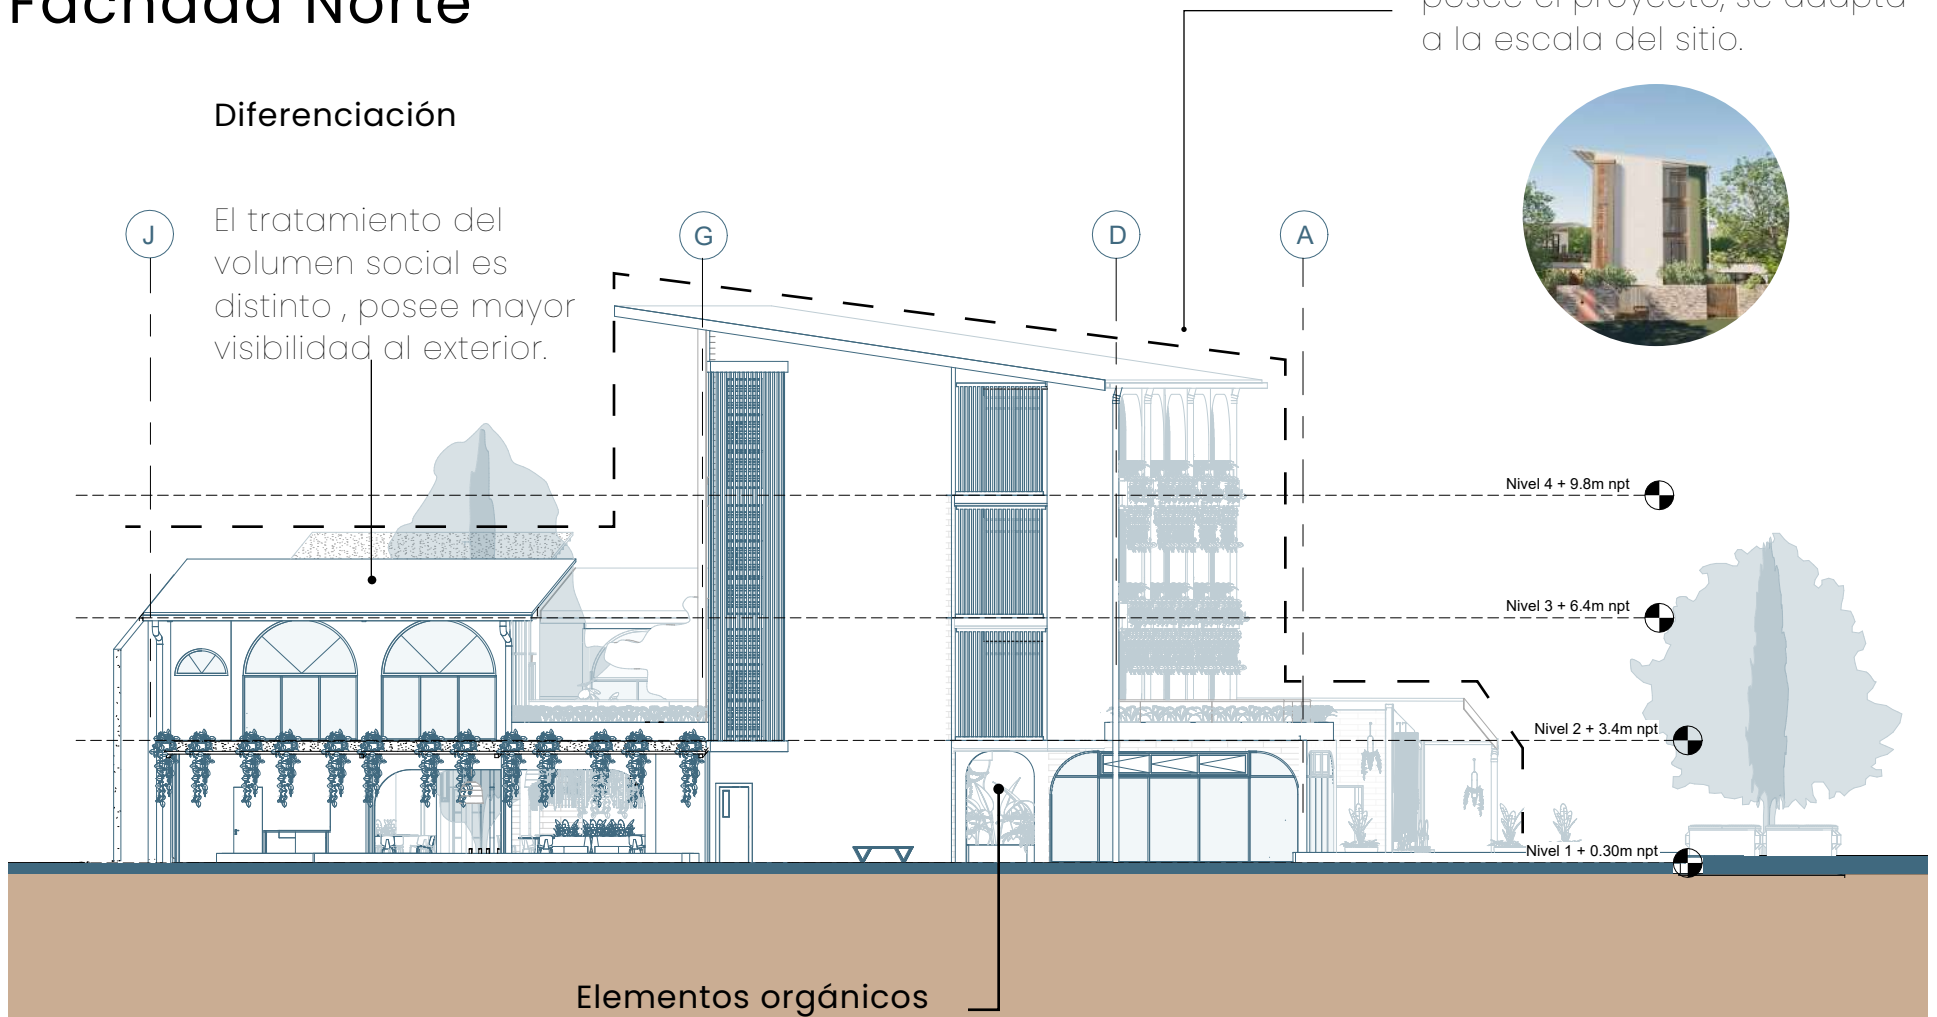 Fachada Norte
posee el proyecto, se adapta
a la escala del sitio.
Diferenciación
El tratamiento del
volumen social es
distinto , posee mayor
visibilidad al exterior.
J
G
D
A
Nivel 4 + 9.8m npt
Nivel 3 + 6.4m npt
Nivel 2 + 3.4m npt
Nivel 1 + 0.30m npt
Elementos orgánicos